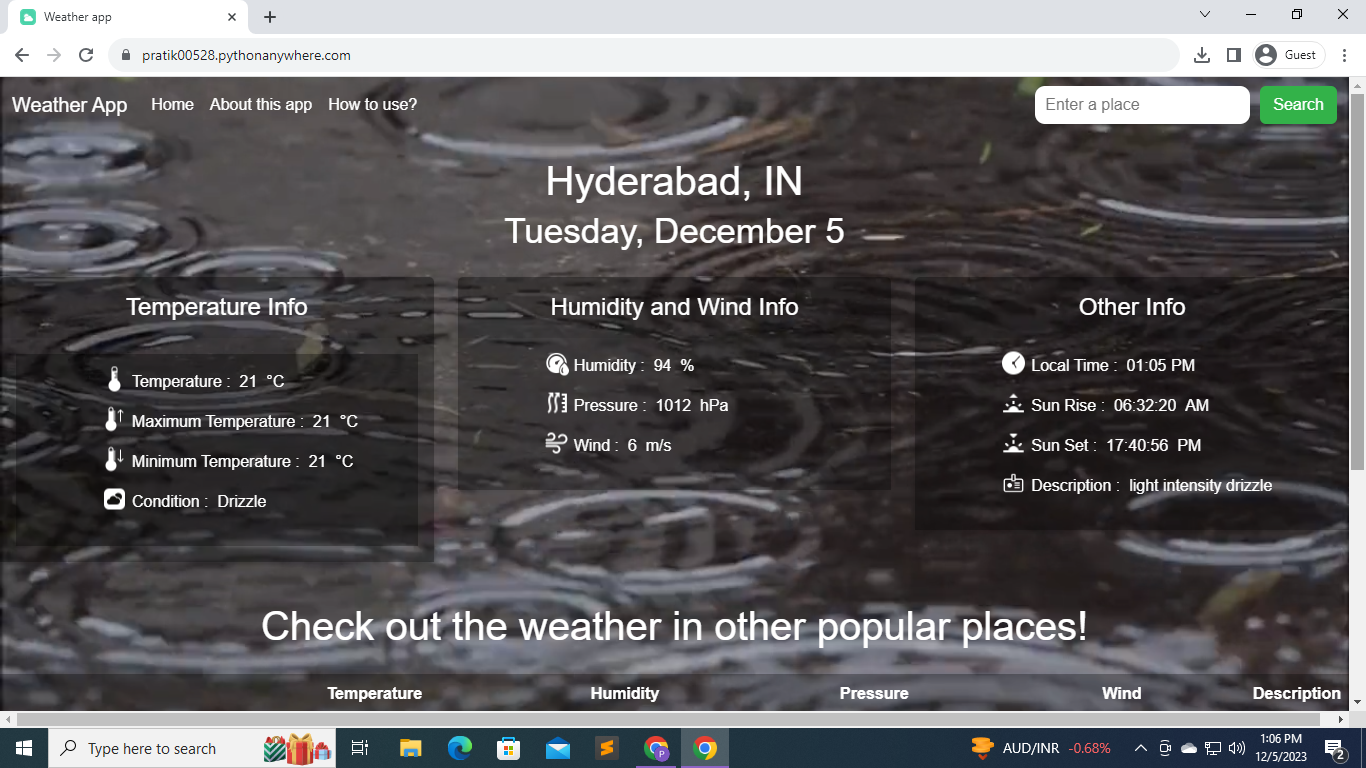 Weather app
pratik00528.pythonanywhere.com
Guest
Weather App Home About this app How to use?
Enter a place
Search
Hyderabad, IN
Tuesday, December 5
Temperature Info
Temperature : 21 °C
Maximum Temperature : 21 °C
Minimum Temperature : 21 °C
Condition : Drizzle
Humidity and Wind Info
Humidity : 94 %
Pressure : 1012 hPa
Wind : 6 m/s
Other Info
Local Time : 01:05 PM
Sun Rise : 06:32:20 AM
Sun Set : 17:40:56 PM
Description : light intensity drizzle
Check out the weather in other popular places!
Temperature Humidity Pressure Wind Description
Type here to search
P
AUD/INR -0.68%
1:06 PM
12/5/2023
2